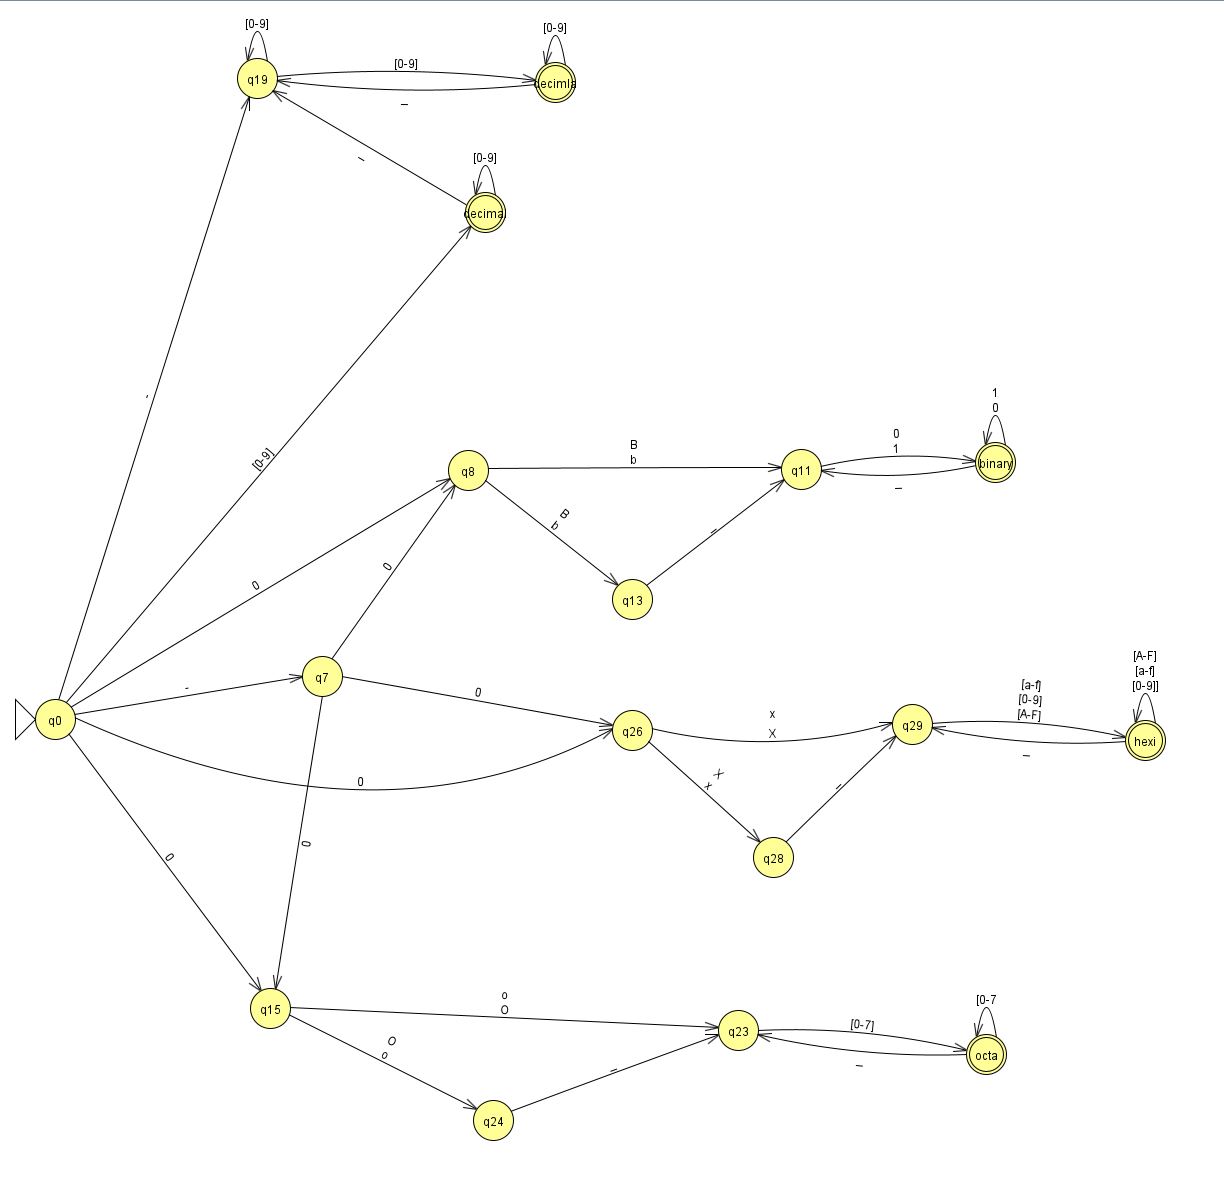 [0-9]
[0-9]
q19
[0-9]
decimla
_
_
[0-9]
decimal
-
[0-9]
1
0
q8
B
b
q11
0
1
binary
_
B
b
_
0
0
q13
q7
-
q0
0
q26
x
X
q29
[a-f]
[0-9]
[A-F]
[A-F]
[a-f]
[0-9]]
hexi
_
0
X
x
_
q28
0
0
q15
o
O
q23
[0-7]
[0-7
octa
_
O
o
_
q24